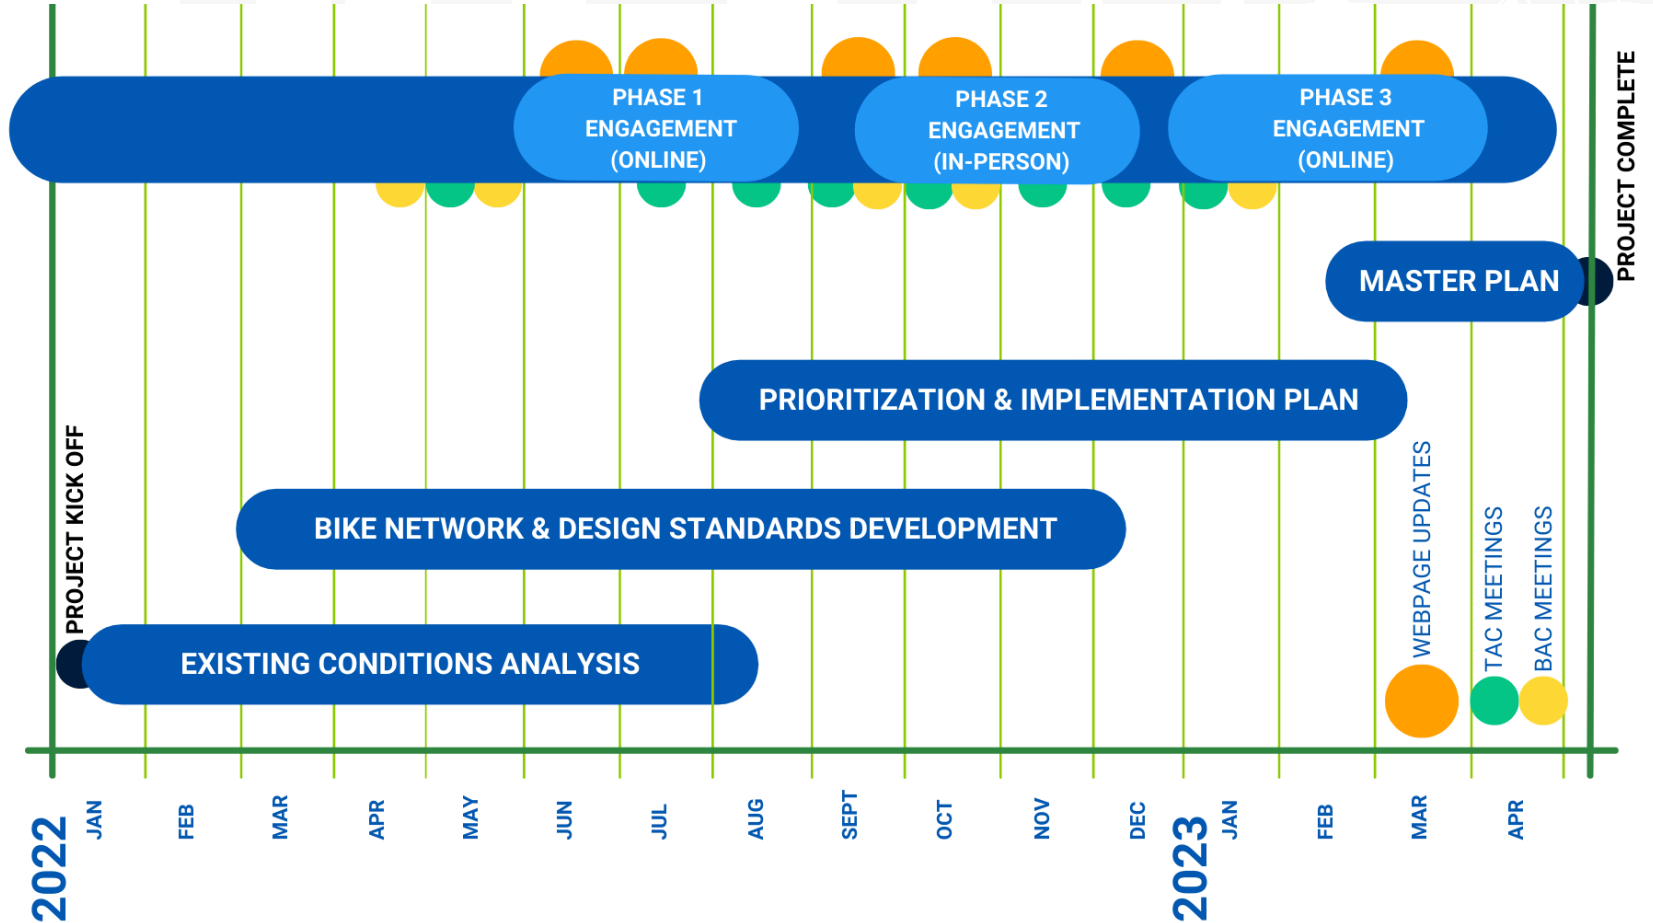 PHASE 1
ENGAGEMENT
(ONLINE)
PHASE 2
ENGAGEMENT
(IN-PERSON)
PHASE 3
ENGAGEMENT
(ONLINE)
PROJECT COMPLETE
MASTER PLAN
PRIORITIZATION & IMPLEMENTATION PLAN
PROJECT KICK OFF
BIKE NETWORK & DESIGN STANDARDS DEVELOPMENT
EXISTING CONDITIONS ANALYSIS
WEBPAGE UPDATES
TAC MEETINGS
BAC MEETINGS
2022
JAN
FEB
MAR
APR
MAY
JUN
JUL
AUG
SEPT
OCT
NOV
DEC
2023
JAN
FEB
MAR
APR